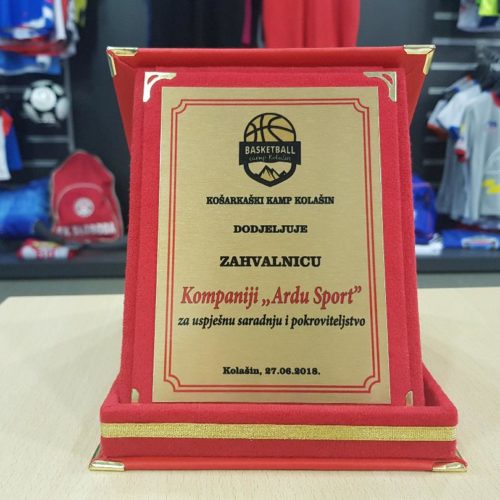 BASKETBALL
camp Kolašin
KOŠARKAŠKI KAMP KOLAŠIN
DODJELJUJE
ZAHVALNICU
Kompaniji „Ardu Sport”
za uspješnu saradnju i pokroviteljstvo
Kolašin, 27.06.2018.